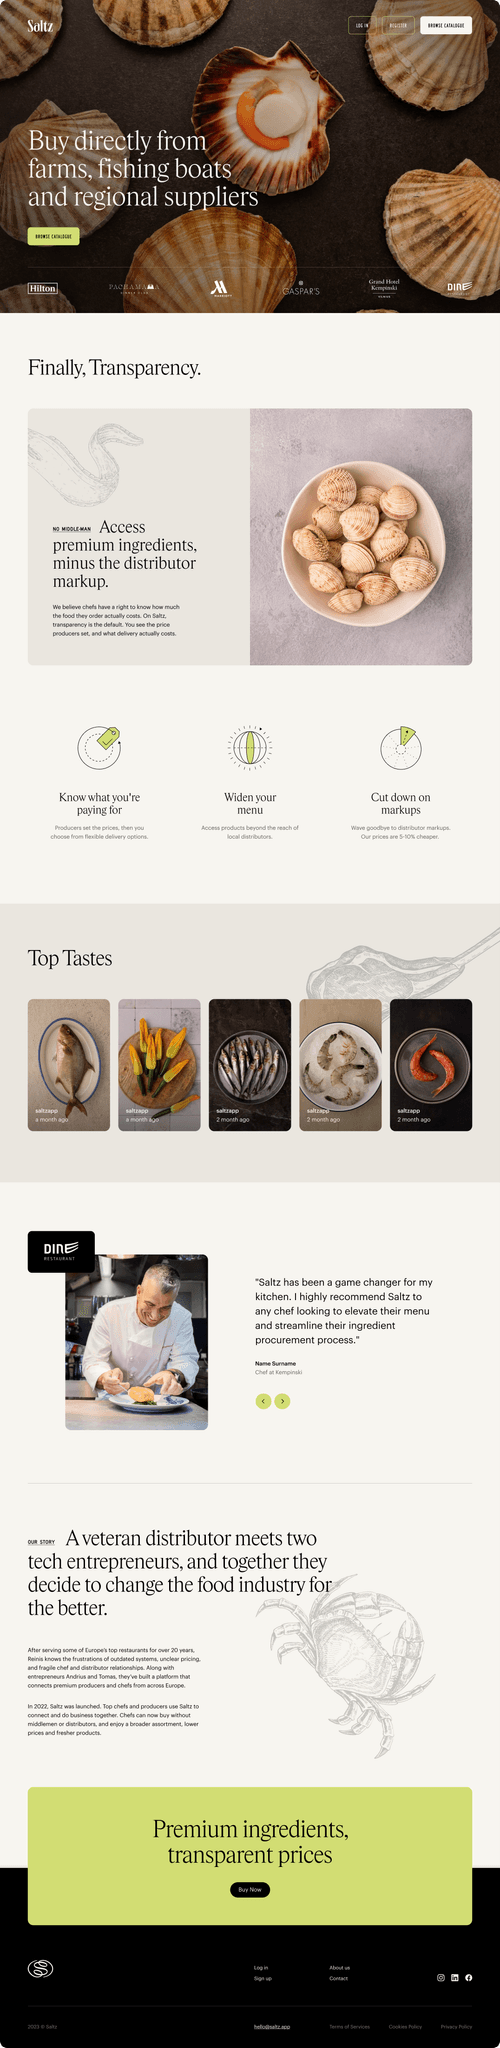 Saltz
LOG IN
REGISTER
BROWSE CATALOGUE
Buy directly from
farms, fishing boats
and regional suppliers
BROWSE CATALOGUE
Hilton
PACHAMAMA
DINNER CLUB
MARRIOTT
GASPAR'S
Grand Hotel
Kempinski
DINE
RESTAURANT
Finally, Transparency.
NO MIDDLE-MAN Access
premium ingredients,
minus the distributor
markup.
We believe chefs have a right to know how much
the food they order actually costs. On Saltz,
transparency is the default. You see the price
producers set, and what delivery actually costs.
Know what you're
paying for
Producers set the prices, then you
choose from flexible delivery options.
Widen your
menu
Access products beyond the reach of
local distributors.
Cut down on
markups
Wave goodbye to distributor markups.
Our prices are 5-10% cheaper.
Top Tastes
saltzapp
a month ago
saltzapp
a month ago
saltzapp
2 month ago
saltzapp
2 month ago
saltzapp
2 month ago
DINE
RESTAURANT
"Saltz has been a game changer for my
kitchen. I highly recommend Saltz to
any chef looking to elevate their menu
and streamline their ingredient
procurement process."
Name Surname
Chef at Kempinski
OUR STORY A veteran distributor meets two
tech entrepreneurs, and together they
decide to change the food industry for
the better.
After serving some of Europe's top restaurants for over 20 years,
Reinis knows the frustrations of outdated systems, unclear pricing,
and fragile chef and distributor relationships. Along with
entrepreneurs Andrius and Tomas, they've built a platform that
connects premium producers and chefs from across Europe.
In 2022, Saltz was launched. Top chefs and producers use Saltz to
connect and do business together. Chefs can now buy without
middlemen or distributors, and enjoy a broader assortment, lower
prices and fresher products.
Premium ingredients,
transparent prices
Buy Now
Log in
Sign up
About us
Contact
2023 © Saltz
hello@saltz.app
Terms of Services
Cookies Policy
Privacy Policy